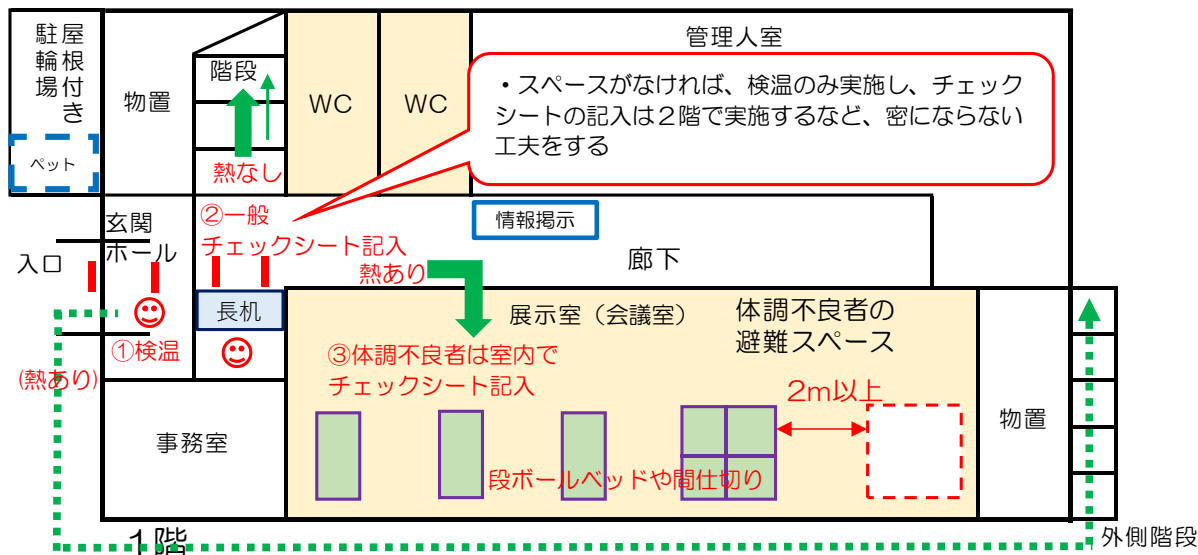 屋根付き
駐輪場
ペット
物置
階段
熱なし
WC
WC
管理人室
・スペースがなければ、検温のみ実施し、チェック
シートの記入は２階で実施するなど、密にならない
工夫をする
玄関
ホール
入口
②一般
チェックシート記入
情報掲示
廊下
熱あり
長机
①検温
(熱あり)
展示室（会議室）
体調不良者の
避難スペース
③体調不良者は室内で
チェックシート記入
2m以上
段ボールベッドや間仕切り
事務室
物置
1階
外側階段